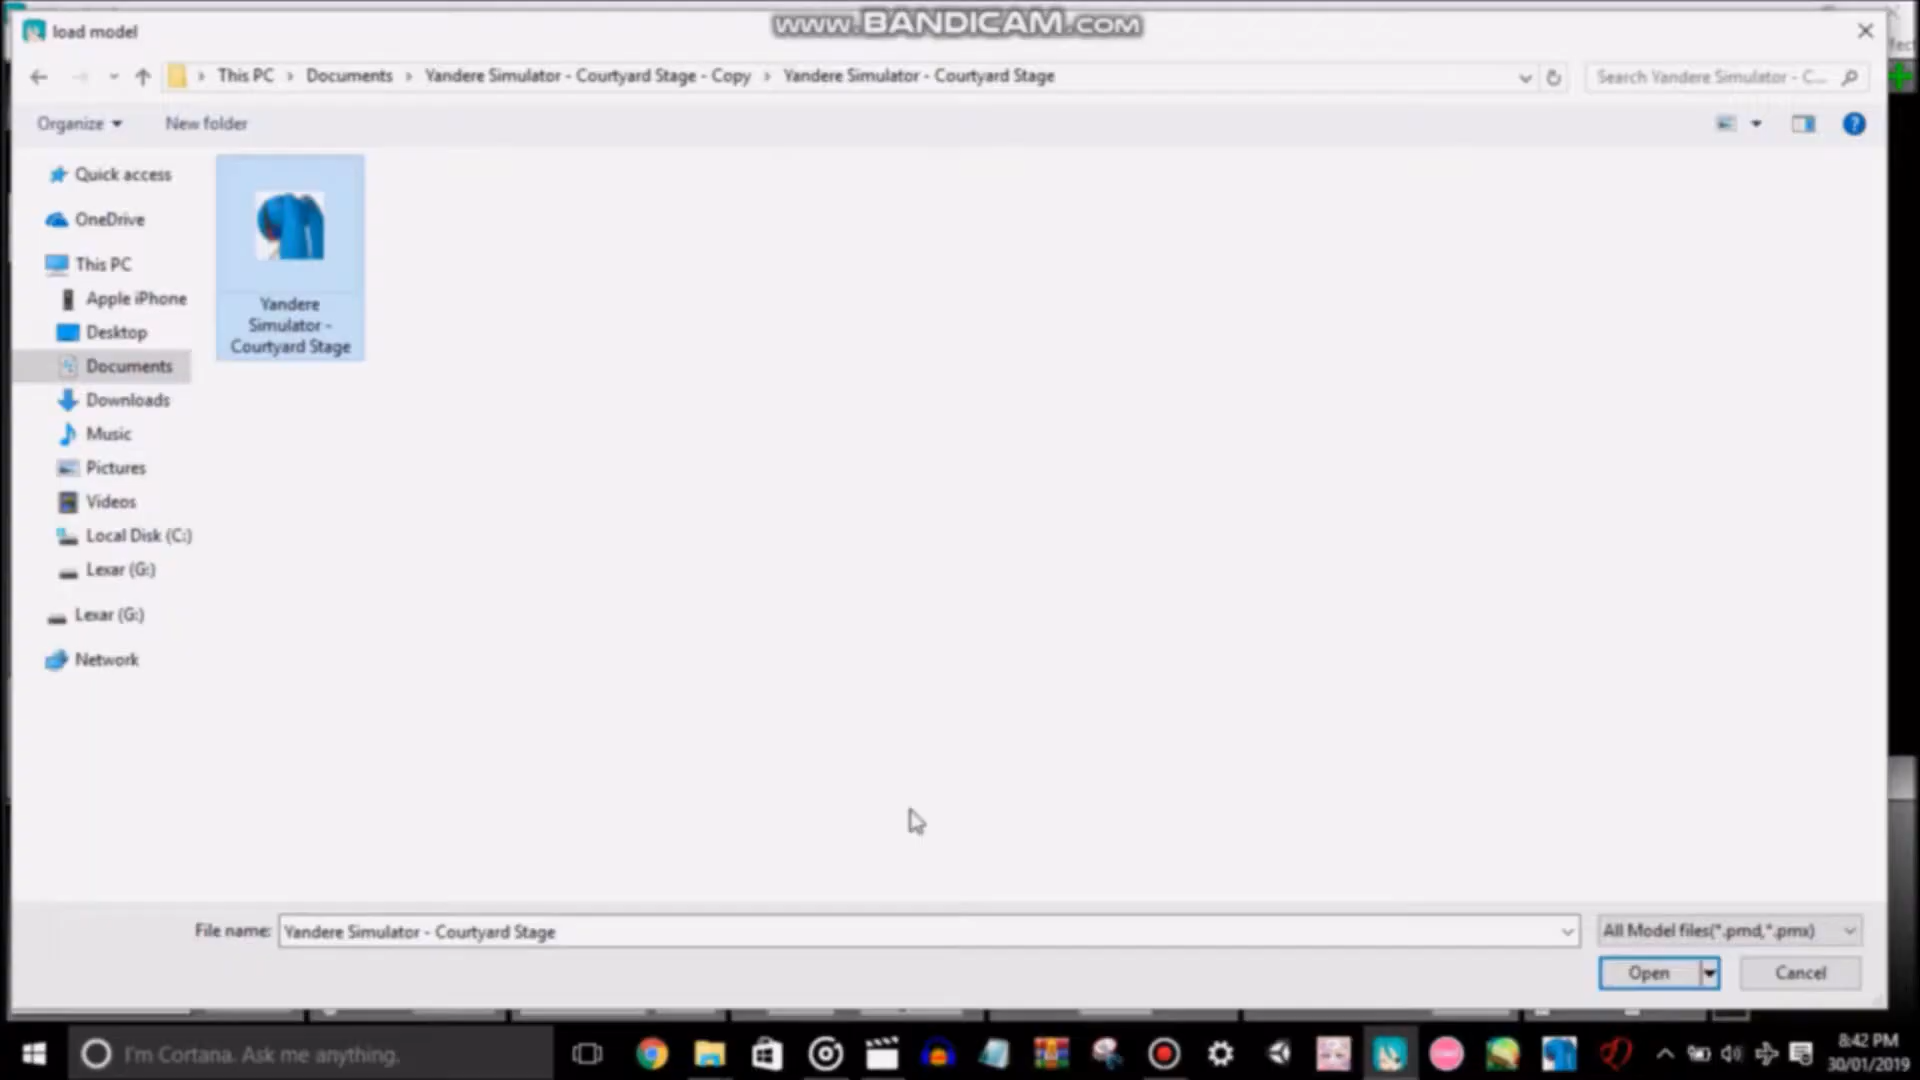 load model
www.BANDICAM.com
This PC
Documents
Yandere Simulator - Courtyard Stage - Copy
Yandere Simulator - Courtyard Stage
Search Yandere Simulator - C...
Organize
New folder
Quick access
OneDrive
This PC
Apple iPhone
Desktop
Documents
Downloads
Music
Pictures
Videos
Local Disk (C:)
Lexar (G:)
Lexar (G:)
Network
Yandere
Simulator -
Courtyard Stage
File name:
Yandere Simulator - Courtyard Stage
All Model files(*.pmd,*.pmx)
Open
Cancel
I'm Cortana. Ask me anything.
8:42 PM
30/01/2019